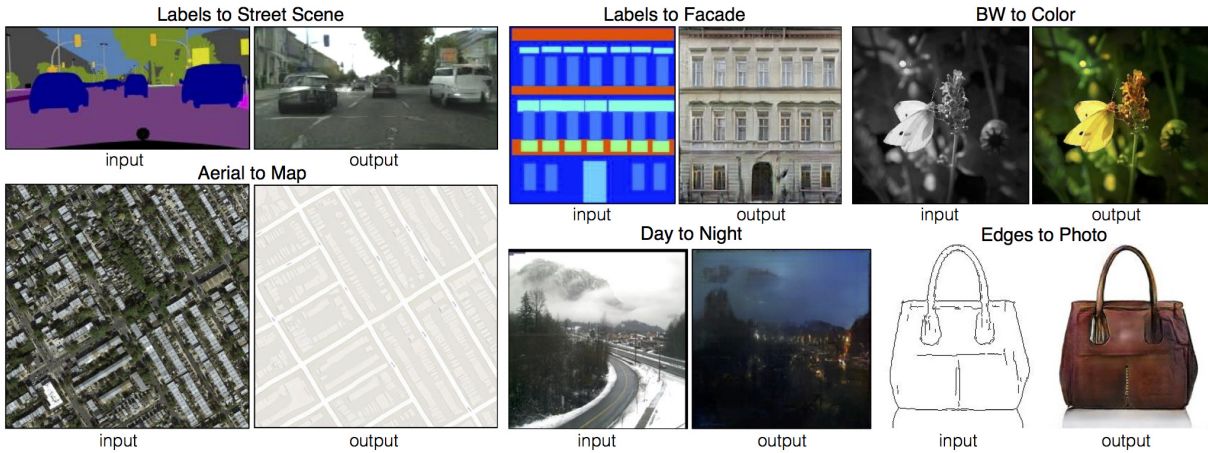 Labels to Street Scene
input
output
Aerial to Map
input
output
Labels to Facade
input
output
BW to Color
input
output
Day to Night
input
output
Edges to Photo
input
output